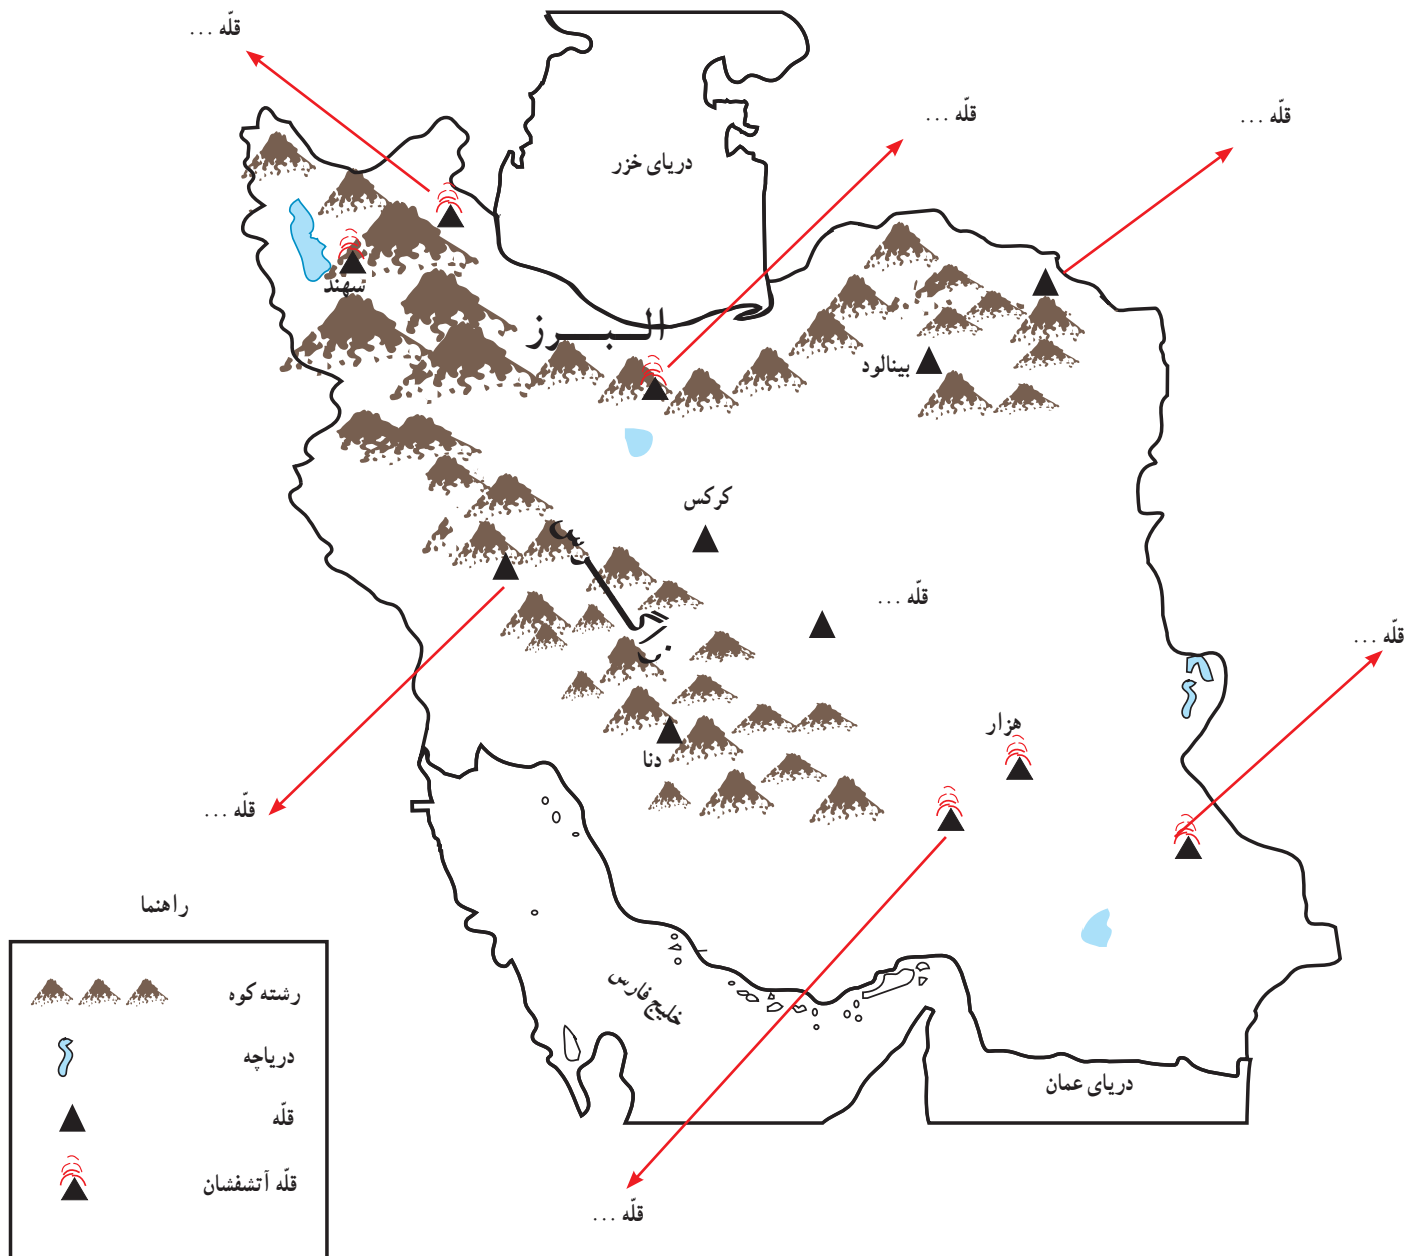 قلّه ...
قلّه ...
قلّه ...
دریای خزر
سهند
البرز
بینالود
کرکس
زاگرس
قلّه ...
قلّه ...
هزار
دنا
قلّه ...
راهنما
رشته کوه
دریاچه
قلّه
قلّه آتشفشان
خلیج فارس
دریای عمان
قلّه ...